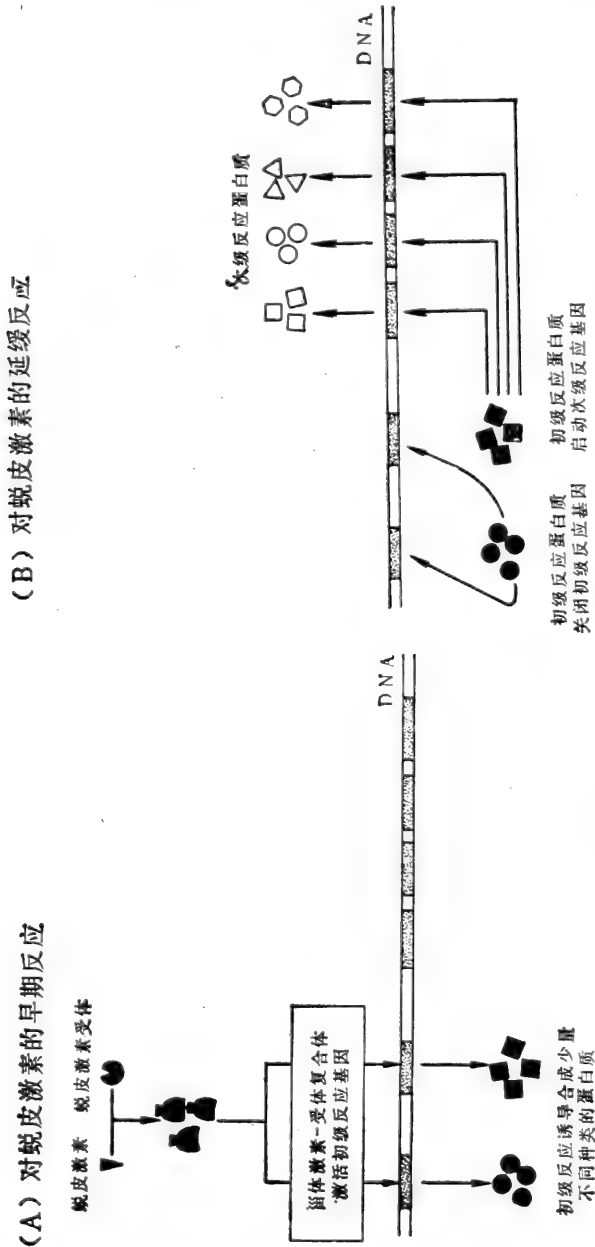 (A) 对蜕皮激素的早期反应
蜕皮激素 蜕皮激素受体
甾体激素-受体复合体
激活初级反应基因
DNA
初级反应诱导合成少量
不同种类的蛋白质
(B) 对蜕皮激素的延缓反应
次级反应蛋白质
DNA
初级反应蛋白质
关闭初级反应基因
初级反应蛋白质
启动次级反应基因